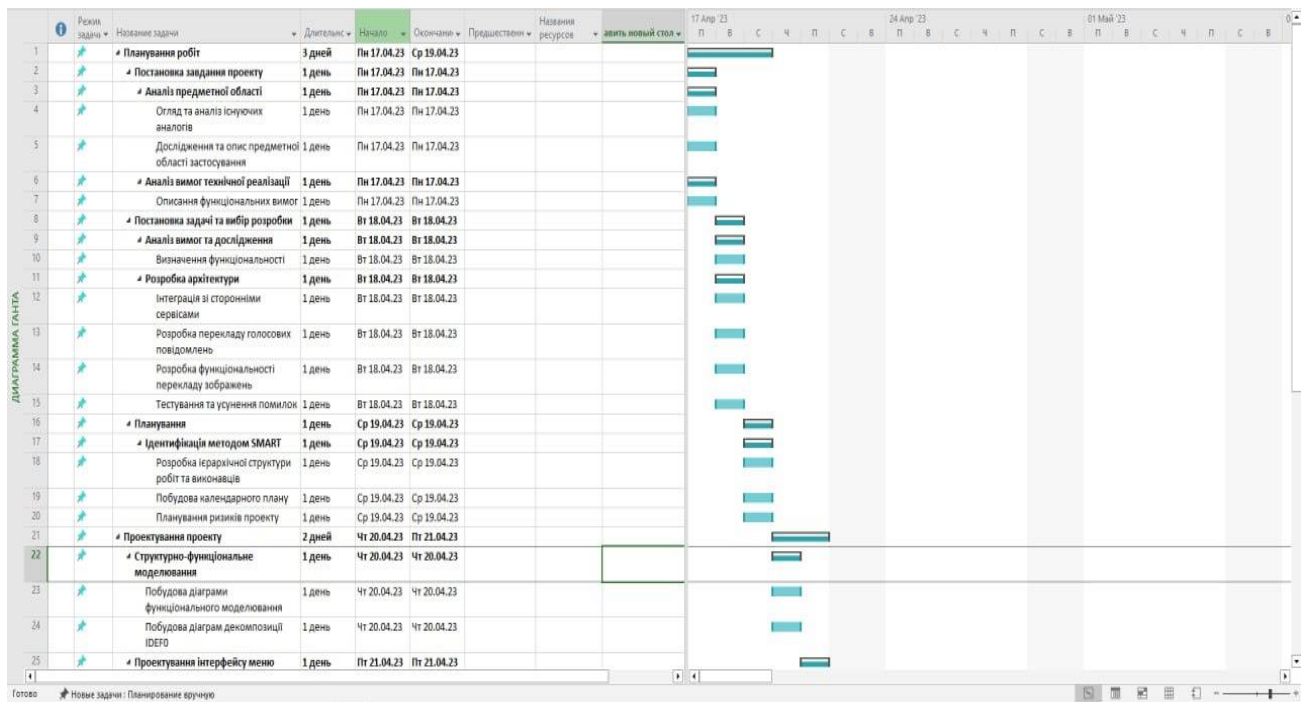 Режим задачи Название задачи Длительнс Начало Окончани Предшественн Названия ресурсов авить новый стол
17 Апр '23 24 Апр '23 01 Май '23
П В С Ч П С В П В С Ч П С В П В С Ч П С В
1 Планування робіт 3 дней Пн 17.04.23 Ср 19.04.23
2 Постановка завдання проекту 1 день Пн 17.04.23 Пн 17.04.23
3 Аналіз предметної області 1 день Пн 17.04.23 Пн 17.04.23
4 Огляд та аналіз існуючих 1 день Пн 17.04.23 Пн 17.04.23
аналогів
5 Дослідження та опис предметної 1 день Пн 17.04.23 Пн 17.04.23
області застосування
6 Аналіз вимог технічної реалізації 1 день Пн 17.04.23 Пн 17.04.23
7 Описання функціональних вимог 1 день Пн 17.04.23 Пн 17.04.23
8 Постановка задачі та вибір розробки 1 день Вт 18.04.23 Вт 18.04.23
9 Аналіз вимог та дослідження 1 день Вт 18.04.23 Вт 18.04.23
10 Визначення функціональності 1 день Вт 18.04.23 Вт 18.04.23
11 Розробка архітектури 1 день Вт 18.04.23 Вт 18.04.23
12 Інтеграція зі сторонніми 1 день Вт 18.04.23 Вт 18.04.23
сервісами
13 Розробка перекладу голосових 1 день Вт 18.04.23 Вт 18.04.23
повідомлень
14 Розробка функціональності 1 день Вт 18.04.23 Вт 18.04.23
перекладу зображень
15 Тестування та усунення помилок 1 день Вт 18.04.23 Вт 18.04.23
16 Планування 1 день Ср 19.04.23 Ср 19.04.23
17 Ідентифікація методом SMART 1 день Ср 19.04.23 Ср 19.04.23
18 Розробка ієрархічної структури 1 день Ср 19.04.23 Ср 19.04.23
робіт та виконавців
19 Побудова календарного плану 1 день Ср 19.04.23 Ср 19.04.23
20 Планування ризиків проекту 1 день Ср 19.04.23 Ср 19.04.23
21 Проектування проекту 2 дней Чт 20.04.23 Пт 21.04.23
22 Структурно-функціональне 1 день Чт 20.04.23 Чт 20.04.23
моделювання
23 Побудова діаграми 1 день Чт 20.04.23 Чт 20.04.23
функціонального моделювання
24 Побудова діаграм декомпозиції 1 день Чт 20.04.23 Чт 20.04.23
IDEF0
25 Проектування інтерфейсу меню 1 день Пт 21.04.23 Пт 21.04.23
ДИАГРАММА ГАНТА
Готово Новые задачи : Планирование вручную